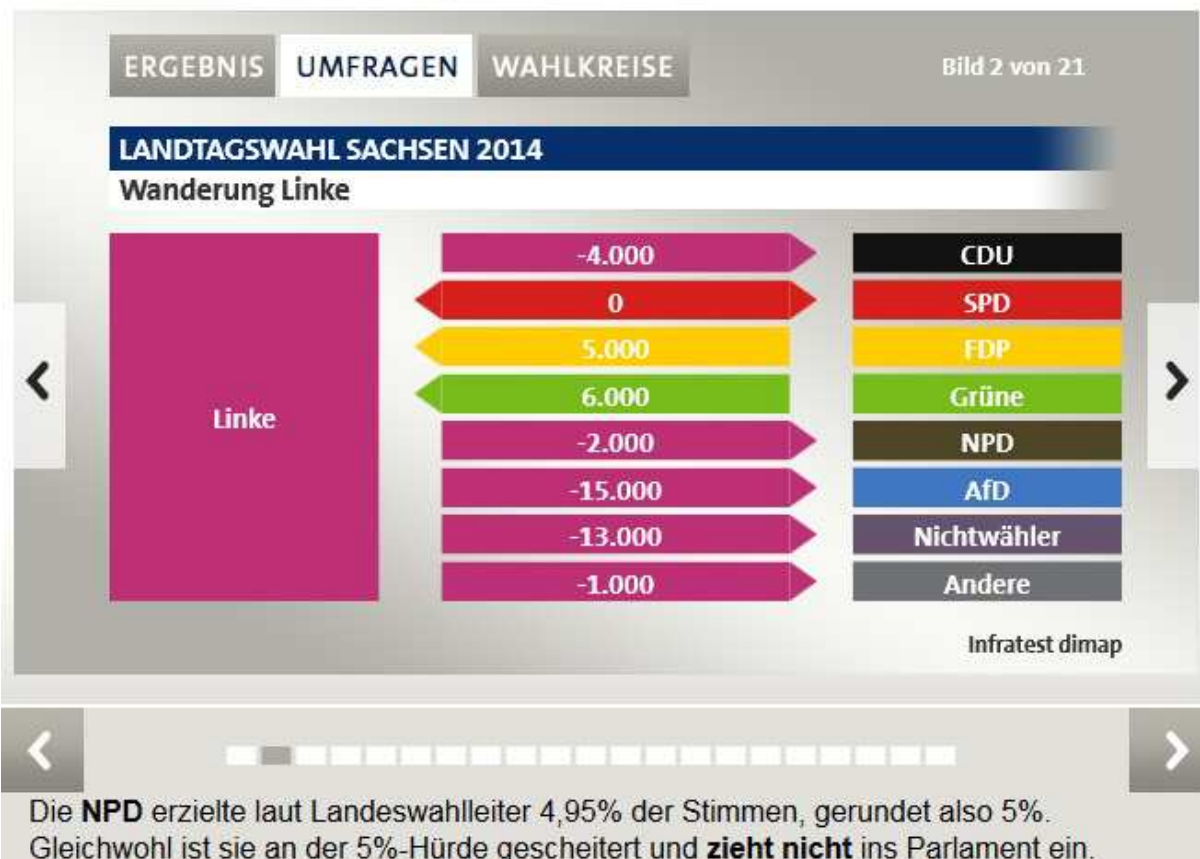 ERGEBNIS UMFRAGEN WAHLKREISE Bild 2 von 21
LANDTAGSWAHL SACHSEN 2014
Wanderung Linke
Linke
-4.000 CDU
0 SPD
5.000 FDP
6.000 Grüne
-2.000 NPD
-15.000 AfD
-13.000 Nichtwähler
-1.000 Andere
Infratest dimap
Die NPD erzielte laut Landeswahlleiter 4,95% der Stimmen, gerundet also 5%.
Gleichwohl ist sie an der 5%-Hürde gescheitert und zieht nicht ins Parlament ein.